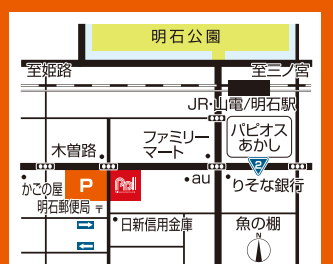 明石公園
至姫路
至三ノ宮
JR・山電/明石駅
ファミリー
マート
パピオス
あかし
木曽路
2
P
au
りそな銀行
かごの屋
明石郵便局 〒
日新信用金庫
魚の棚
N